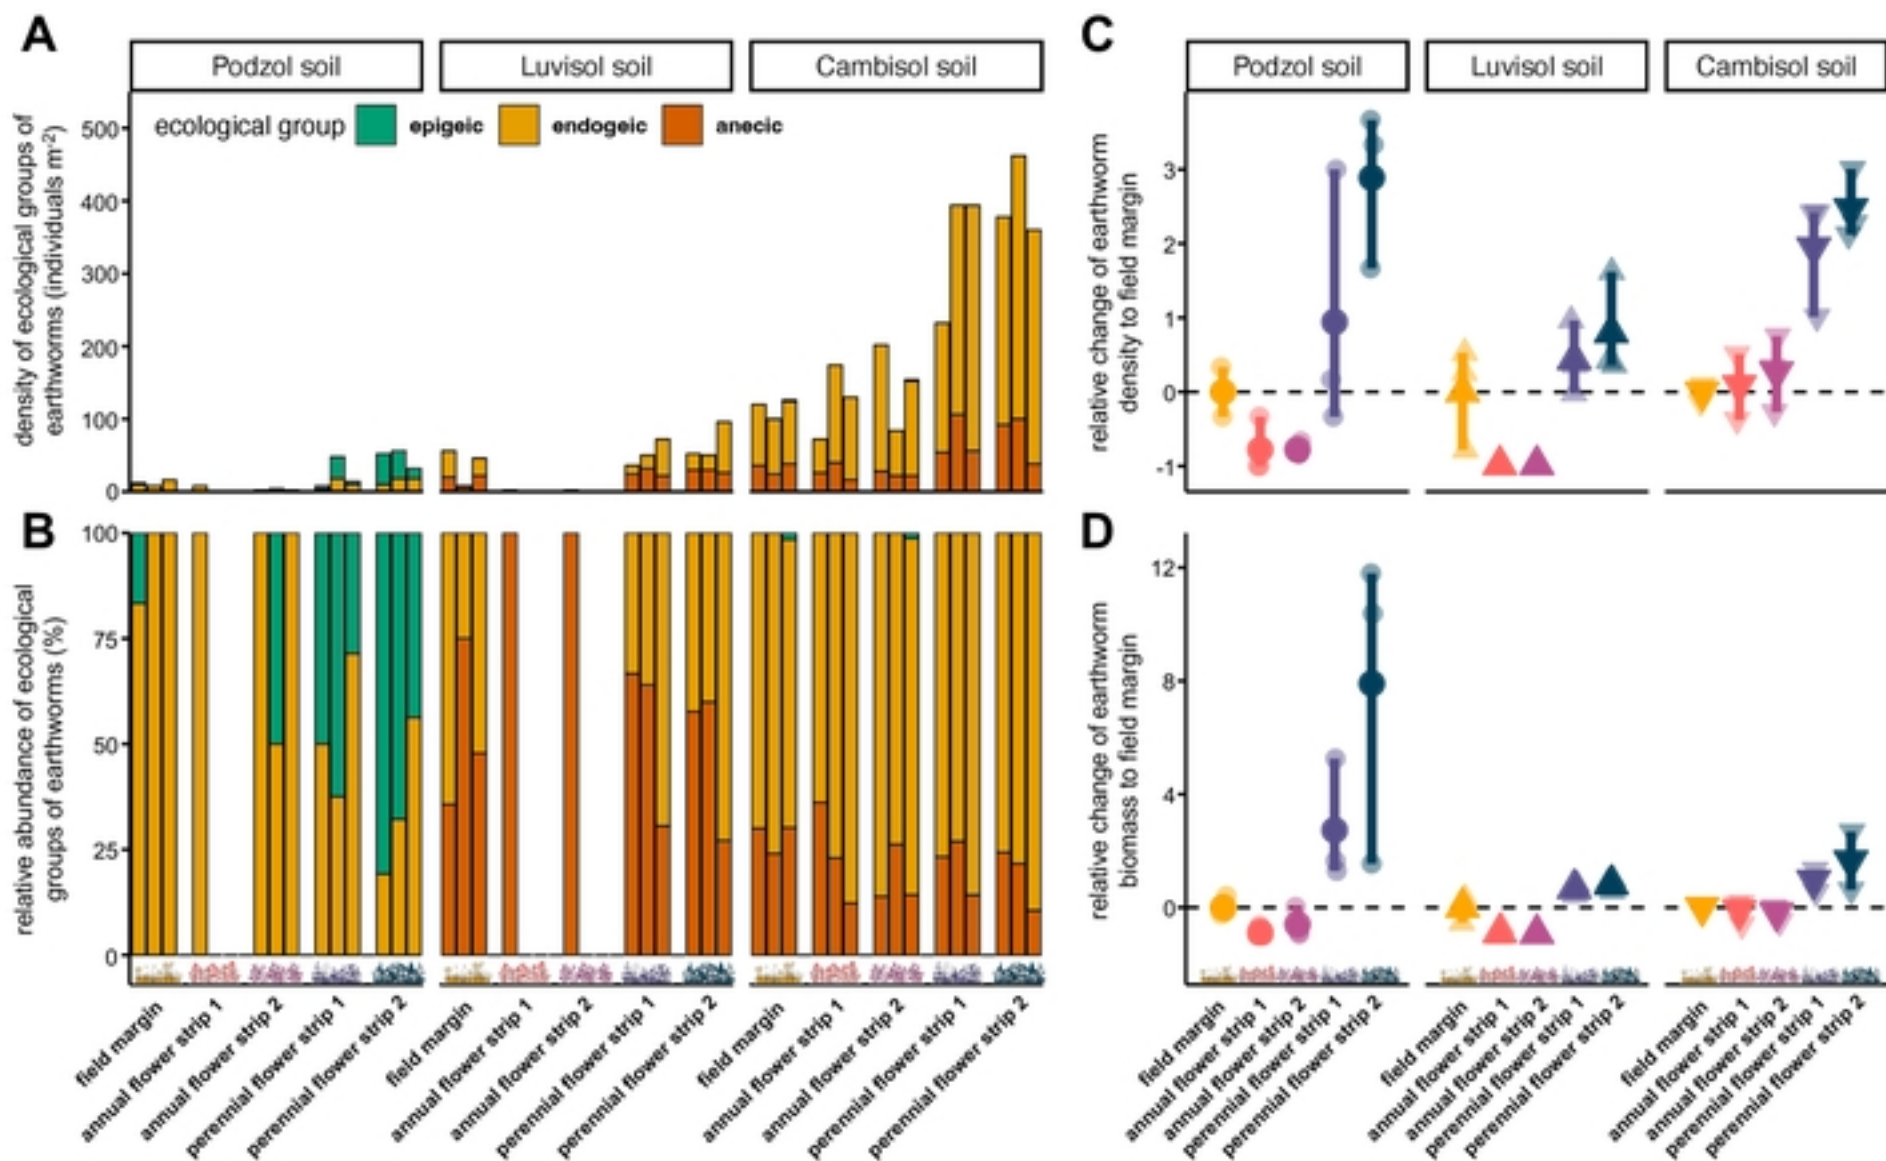 A
Podzol soil
Luvisol soil
Cambisol soil
ecological group epigeic endogeic anecic
density of ecological groups of
earthworms (individuals m-2)
500
400
300
200
100
0
B
relative abundance of ecological
groups of earthworms (%)
100
75
50
25
0
field margin
annual flower strip 1
annual flower strip 2
perennial flower strip 1
perennial flower strip 2
field margin
annual flower strip 1
annual flower strip 2
perennial flower strip 1
perennial flower strip 2
field margin
annual flower strip 1
annual flower strip 2
perennial flower strip 1
perennial flower strip 2
C
Podzol soil
Luvisol soil
Cambisol soil
relative change of earthworm
density to field margin
3
2
1
0
-1
D
relative change of earthworm
biomass to field margin
12
8
4
0
field margin
annual flower strip 1
annual flower strip 2
perennial flower strip 1
perennial flower strip 2
field margin
annual flower strip 1
annual flower strip 2
perennial flower strip 1
perennial flower strip 2
field margin
annual flower strip 1
annual flower strip 2
perennial flower strip 1
perennial flower strip 2